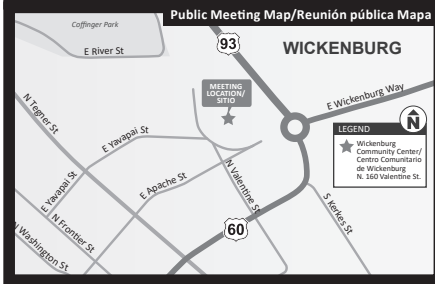 Public Meeting Map/Reunión pública Mapa
Coffinger Park
E River St
93
WICKENBURG
MEETING
LOCATION/
SITIO
E Wickenburg Way
N
N Tegner St
LEGEND
Wickenburg
Community Center/
Centro Comunitario
de Wickenburg
N. 160 Valentine St.
E Yavapai St
E Yavapai St
E Apache St
N Valentine St
S Kerkes St
N Frontier St
60
N Washington St